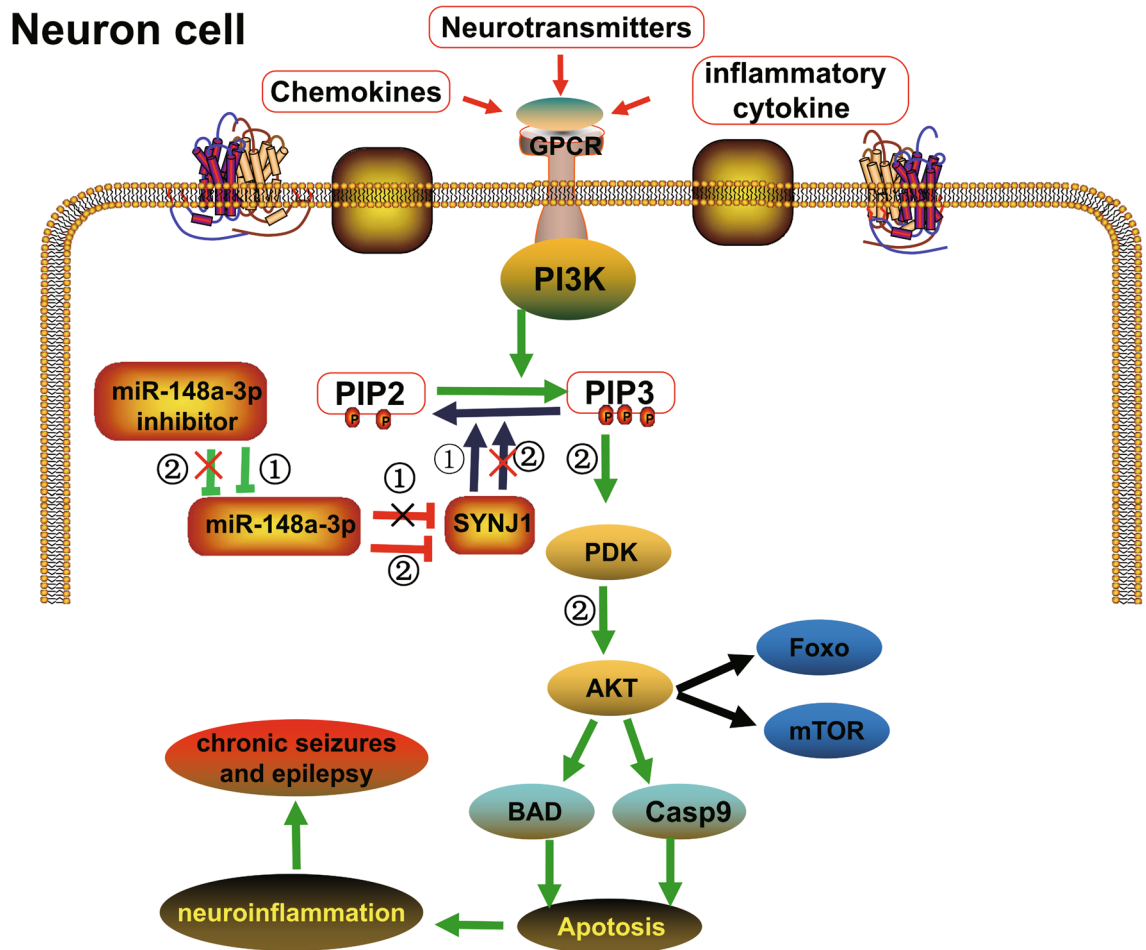 Neuron cell
Neurotransmitters
Chemokines
inflammatory
cytokine
GPCR
PI3K
miR-148a-3p
inhibitor
PIP2
PIP3
P
P
P
P
P
②
①
①
②
②
①
miR-148a-3p
SYNJ1
②
PDK
②
AKT
Foxo
mTOR
chronic seizures
and epilepsy
BAD
Casp9
neuroinflammation
Apotosis